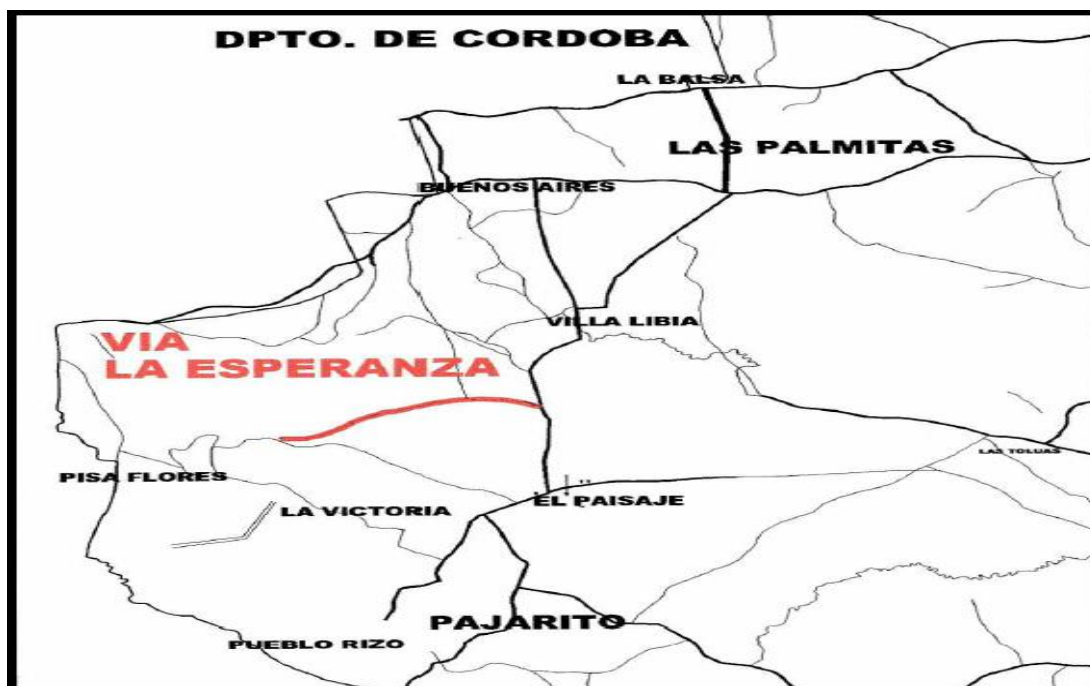 DPTO. DE CORDOBA
LA BALSA
LAS PALMITAS
BUENOS AIRES
VILLA LIBIA
VIA
LA ESPERANZA
LAS TOLUAS
PISA FLORES
EL PAISAJE
LA VICTORIA
PAJARITO
PUEBLO RIZO